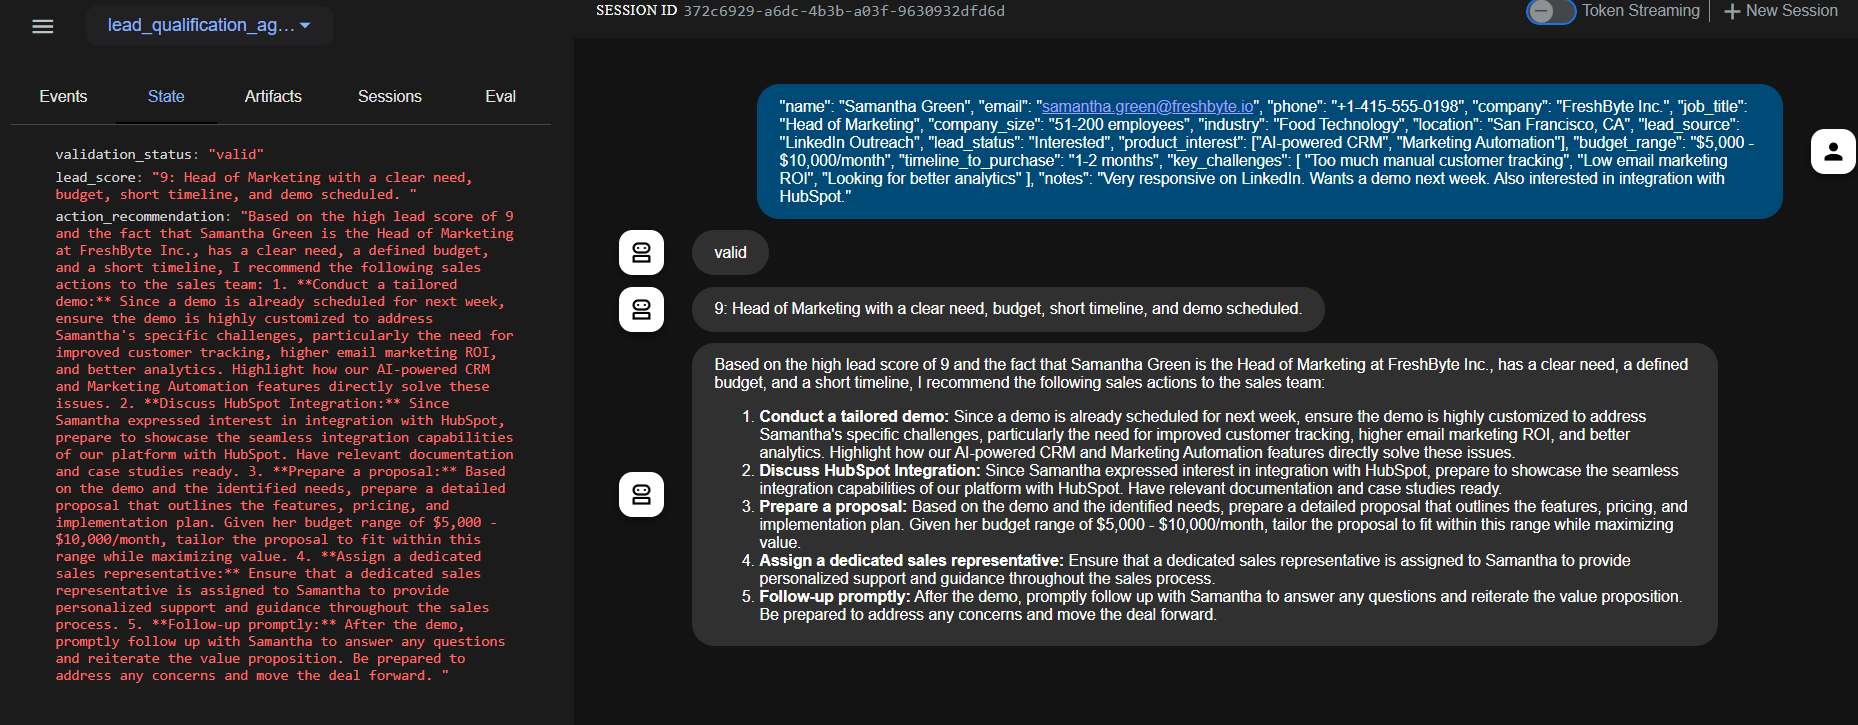 lead_qualification_ag...
SESSION ID 372c6929-a6dc-4b3b-a03f-9630932dfd6d
Token Streaming
New Session
Events
State
Artifacts
Sessions
Eval
validation_status: "valid"
lead_score: "9: Head of Marketing with a clear need,
budget, short timeline, and demo scheduled. "
action_recommendation: "Based on the high lead score of 9
and the fact that Samantha Green is the Head of Marketing
at FreshByte Inc., has a clear need, a defined budget,
and a short timeline, I recommend the following sales
actions to the sales team: 1. **Conduct a tailored
demo:** Since a demo is already scheduled for next week,
ensure the demo is highly customized to address
Samantha's specific challenges, particularly the need for
improved customer tracking, higher email marketing ROI,
and better analytics. Highlight how our AI-powered CRM
and Marketing Automation features directly solve these
issues. 2. **Discuss HubSpot Integration:** Since
Samantha expressed interest in integration with HubSpot,
prepare to showcase the seamless integration capabilities
of our platform with HubSpot. Have relevant documentation
and case studies ready. 3. **Prepare a proposal:** Based
on the demo and the identified needs, prepare a detailed
proposal that outlines the features, pricing, and
implementation plan. Given her budget range of $5,000 -
$10,000/month, tailor the proposal to fit within this
range while maximizing value. 4. **Assign a dedicated
sales representative:** Ensure that a dedicated sales
representative is assigned to Samantha to provide
personalized support and guidance throughout the sales
process. 5. **Follow-up promptly:** After the demo,
promptly follow up with Samantha to answer any questions
and reiterate the value proposition. Be prepared to
address any concerns and move the deal forward. "
"name": "Samantha Green", "email": "samantha.green@freshbyte.io", "phone": "+1-415-555-0198", "company": "FreshByte Inc.", "job_title":
"Head of Marketing", "company_size": "51-200 employees", "industry": "Food Technology", "location": "San Francisco, CA", "lead_source":
"LinkedIn Outreach", "lead_status": "Interested", "product_interest": ["AI-powered CRM", "Marketing Automation"], "budget_range": "$5,000 -
$10,000/month", "timeline_to_purchase": "1-2 months", "key_challenges": [ "Too much manual customer tracking", "Low email marketing
ROI", "Looking for better analytics" ], "notes": "Very responsive on LinkedIn. Wants a demo next week. Also interested in integration with
HubSpot."
valid
9: Head of Marketing with a clear need, budget, short timeline, and demo scheduled.
Based on the high lead score of 9 and the fact that Samantha Green is the Head of Marketing at FreshByte Inc., has a clear need, a defined
budget, and a short timeline, I recommend the following sales actions to the sales team:
1. Conduct a tailored demo: Since a demo is already scheduled for next week, ensure the demo is highly customized to address
Samantha's specific challenges, particularly the need for improved customer tracking, higher email marketing ROI, and better
analytics. Highlight how our AI-powered CRM and Marketing Automation features directly solve these issues.
2. Discuss HubSpot Integration: Since Samantha expressed interest in integration with HubSpot, prepare to showcase the seamless
integration capabilities of our platform with HubSpot. Have relevant documentation and case studies ready.
3. Prepare a proposal: Based on the demo and the identified needs, prepare a detailed proposal that outlines the features, pricing, and
implementation plan. Given her budget range of $5,000 - $10,000/month, tailor the proposal to fit within this range while maximizing
value.
4. Assign a dedicated sales representative: Ensure that a dedicated sales representative is assigned to Samantha to provide
personalized support and guidance throughout the sales process.
5. Follow-up promptly: After the demo, promptly follow up with Samantha to answer any questions and reiterate the value proposition.
Be prepared to address any concerns and move the deal forward.